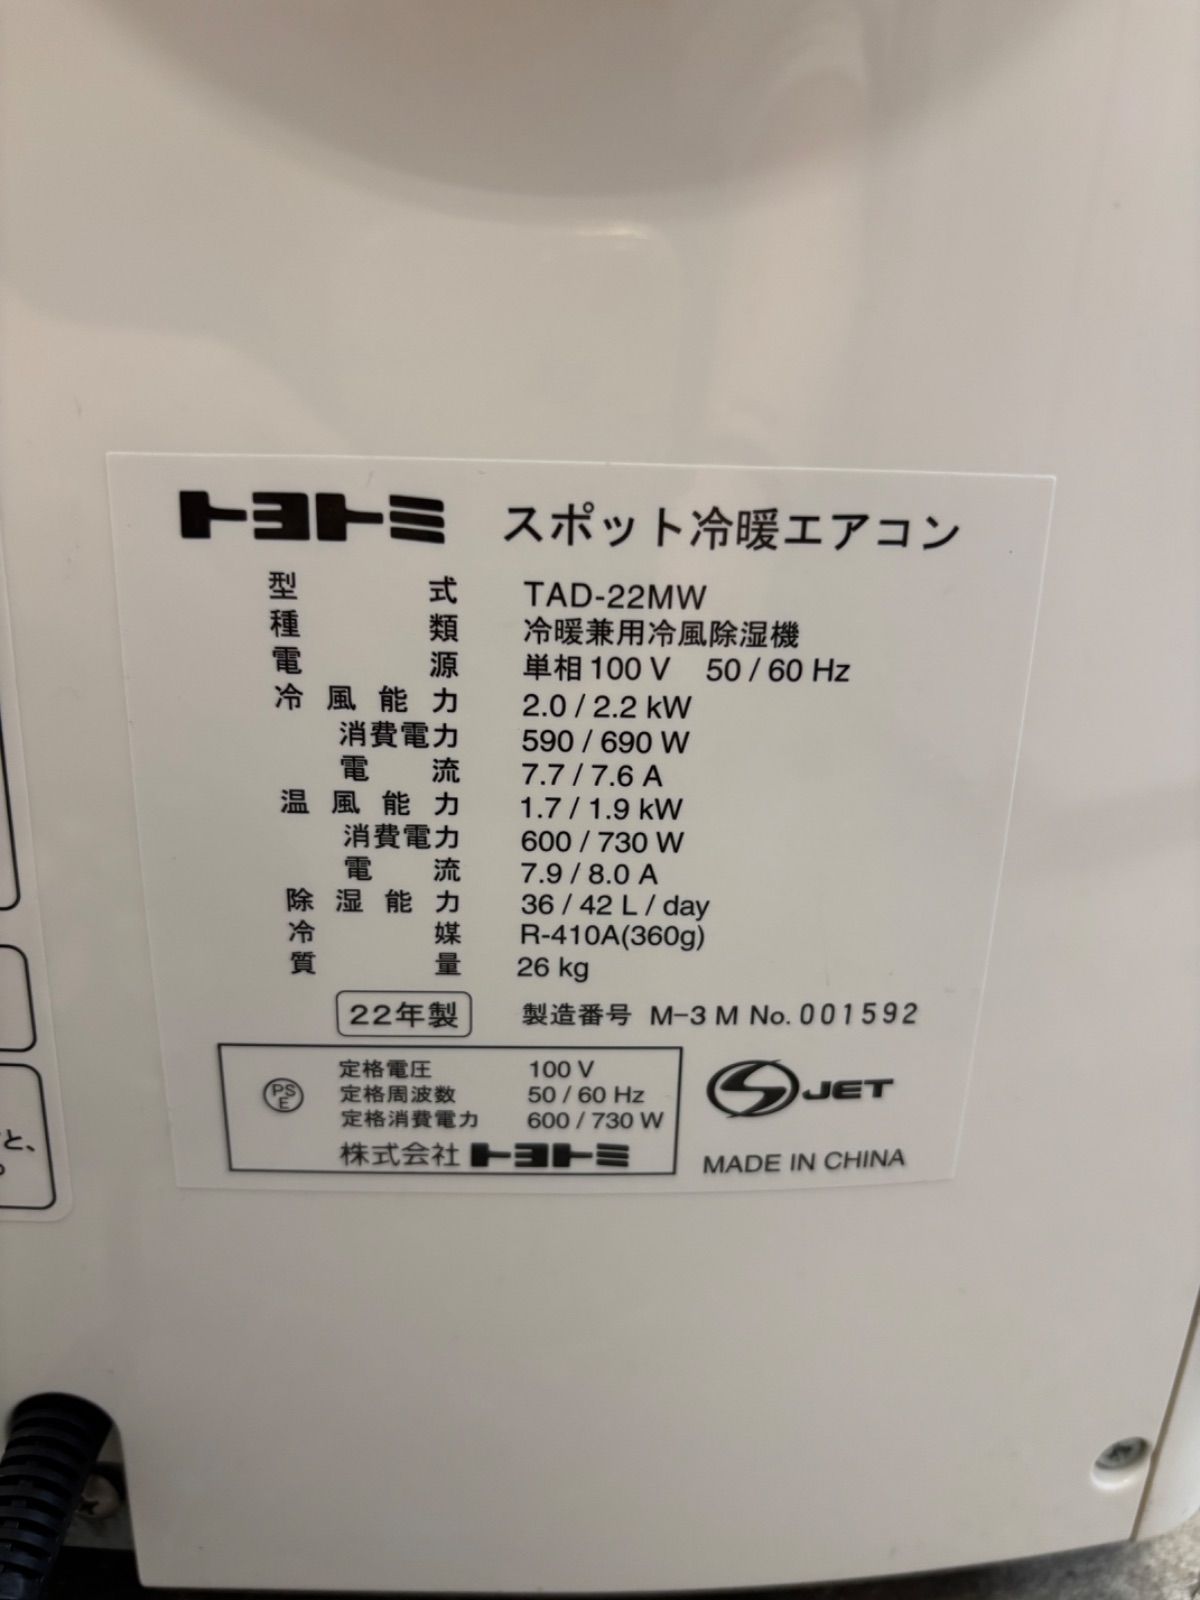 トヨトミ スポット冷暖エアコン
型式 TAD-22MW
種類 冷暖兼用冷風除湿機
電源 単相100V 50/60Hz
冷風能力 2.0/2.2kW
消費電力 590/690W
電流 7.7/7.6A
温風能力 1.7/1.9kW
消費電力 600/730W
電流 7.9/8.0A
除湿能力 36/42L/day
冷媒 R-410A(360g)
質量 26kg
22年製 製造番号 M-3M No.001592
PSE
定格電圧 100V
定格周波数 50/60Hz
定格消費電力 600/730W
株式会社トヨトミ
JET
MADE IN CHINA
と、